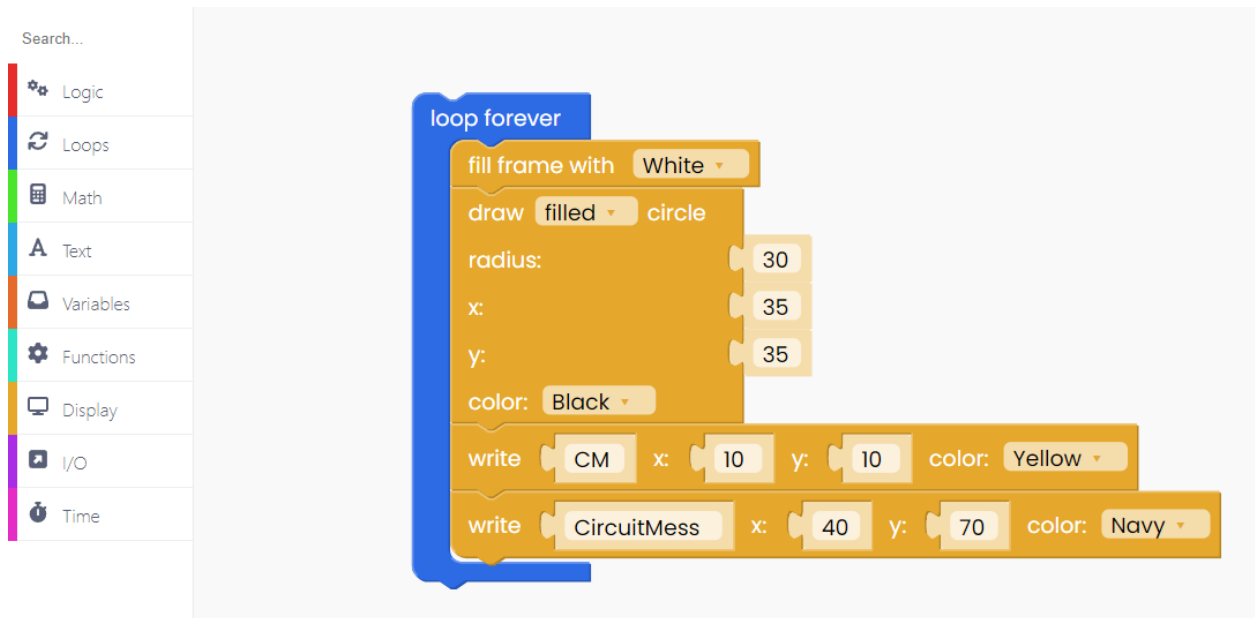 Search...
Logic
Loops
Math
Text
Variables
Functions
Display
I/O
Time
loop forever
fill frame with White
draw filled circle
radius: 30
x: 35
y: 35
color: Black
write CM x: 10 y: 10 color: Yellow
write CircuitMess x: 40 y: 70 color: Navy